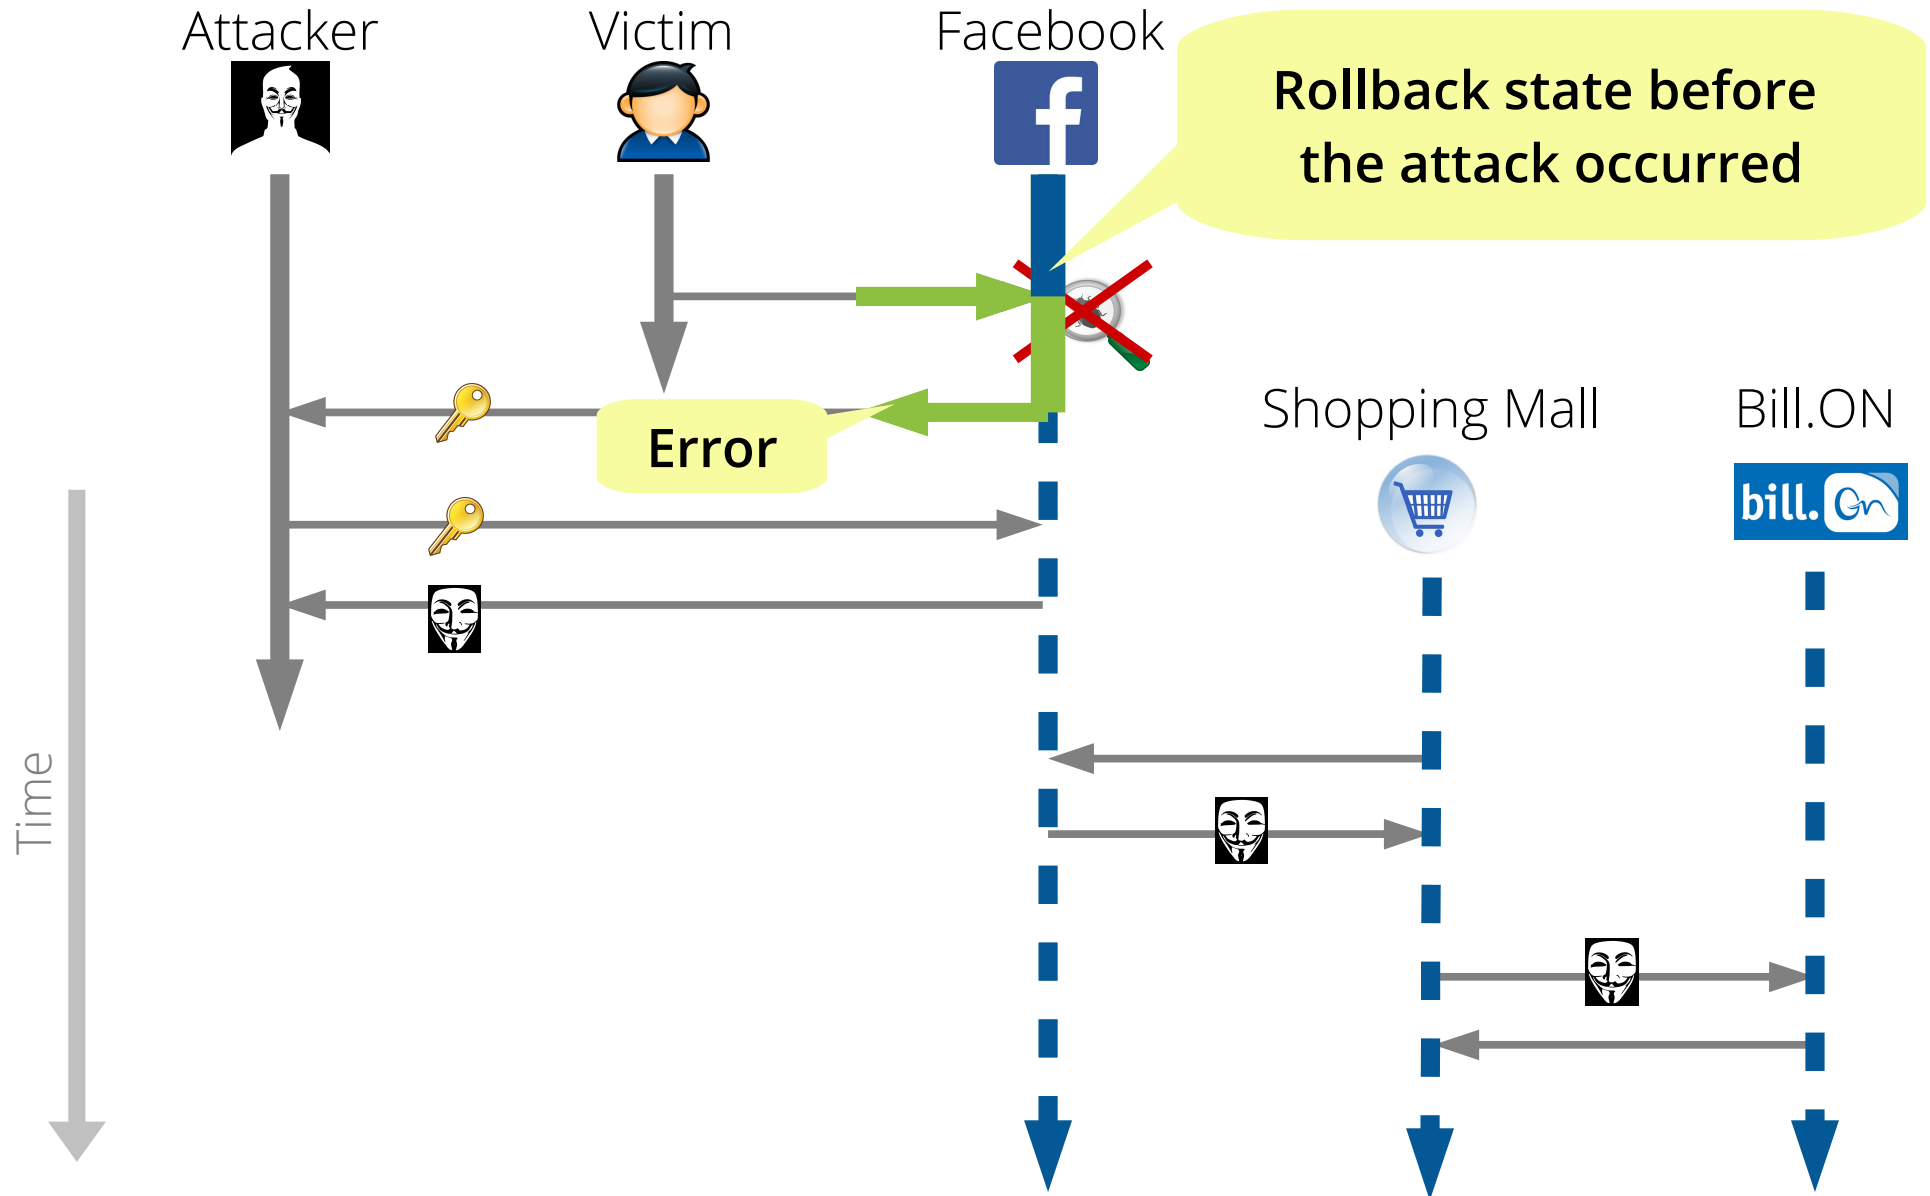 Attacker
Victim
Facebook
Rollback state before
the attack occurred
Error
Shopping Mall
Bill.ON
bill. On
Time